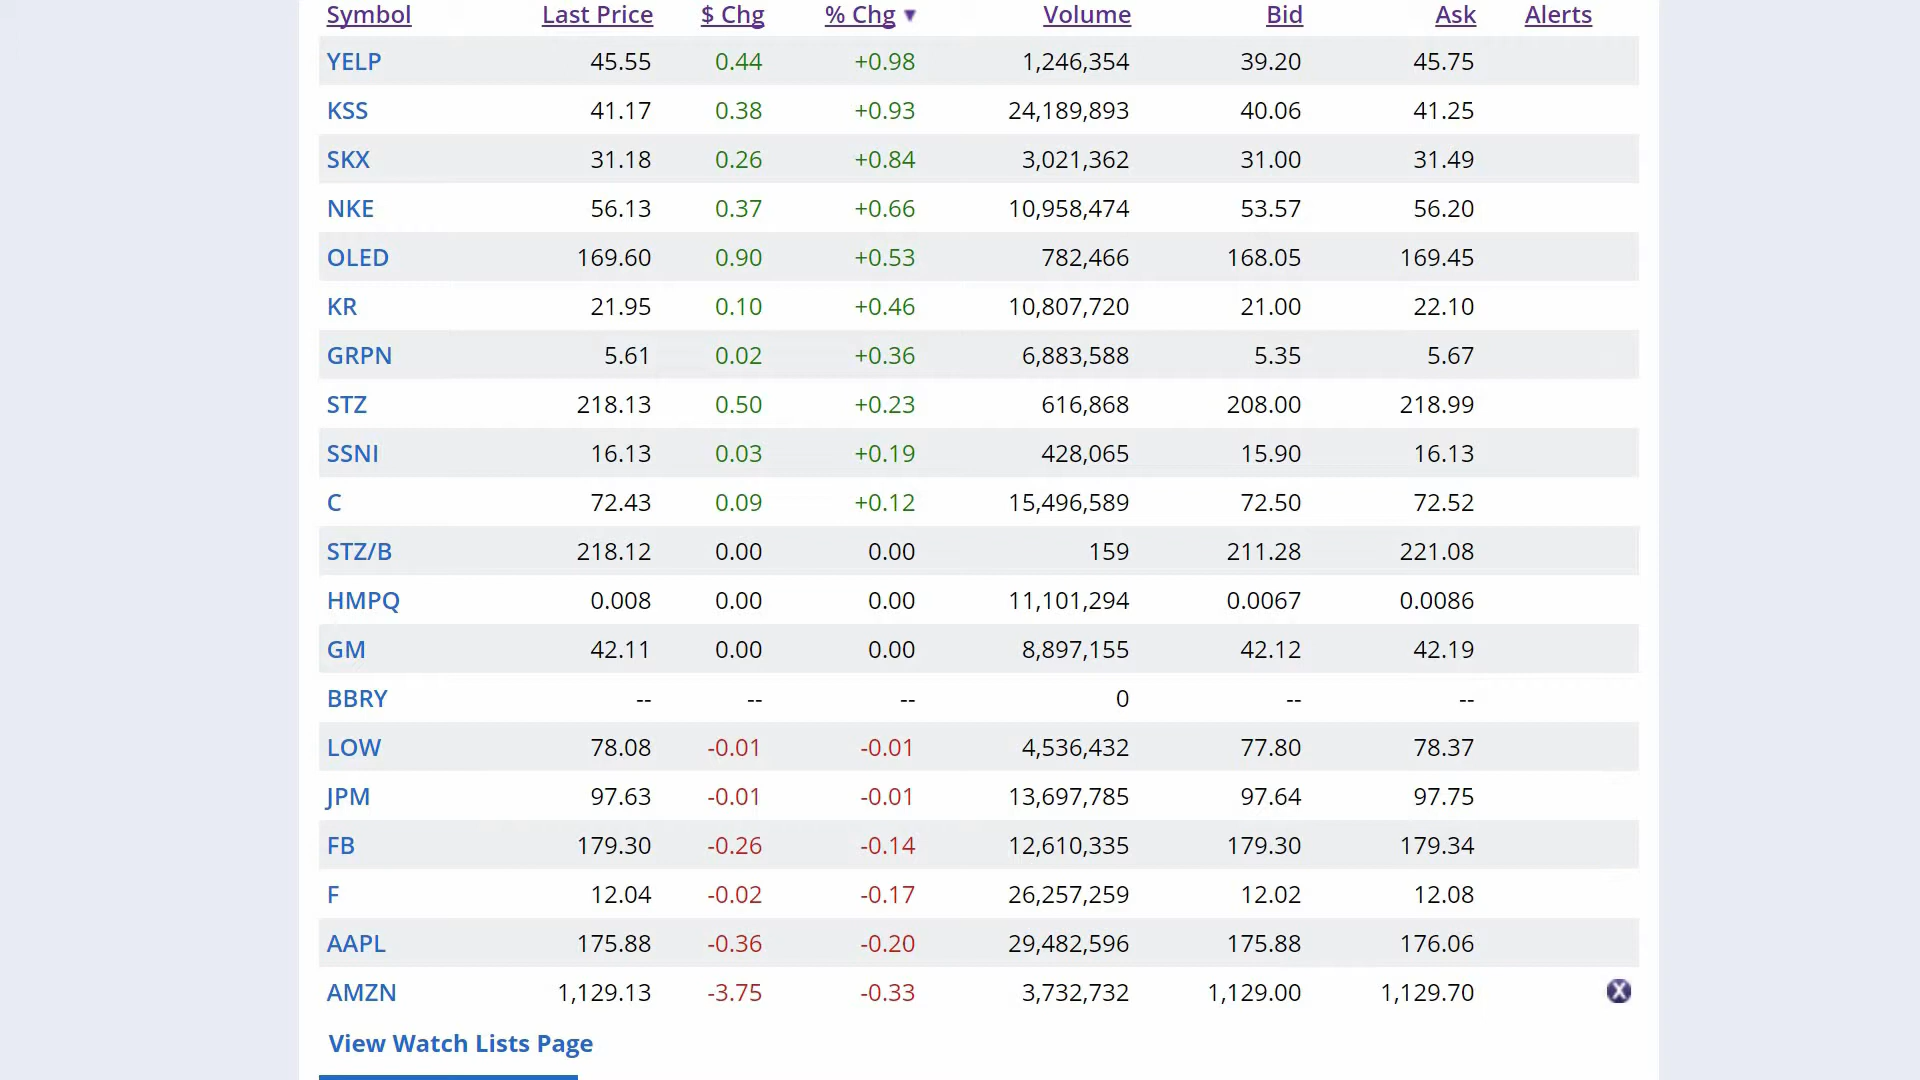 Symbol Last Price $ Chg % Chg ▼ Volume Bid Ask Alerts
YELP 45.55 0.44 +0.98 1,246,354 39.20 45.75
KSS 41.17 0.38 +0.93 24,189,893 40.06 41.25
SKX 31.18 0.26 +0.84 3,021,362 31.00 31.49
NKE 56.13 0.37 +0.66 10,958,474 53.57 56.20
OLED 169.60 0.90 +0.53 782,466 168.05 169.45
KR 21.95 0.10 +0.46 10,807,720 21.00 22.10
GRPN 5.61 0.02 +0.36 6,883,588 5.35 5.67
STZ 218.13 0.50 +0.23 616,868 208.00 218.99
SSNI 16.13 0.03 +0.19 428,065 15.90 16.13
C 72.43 0.09 +0.12 15,496,589 72.50 72.52
STZ/B 218.12 0.00 0.00 159 211.28 221.08
HMPQ 0.008 0.00 0.00 11,101,294 0.0067 0.0086
GM 42.11 0.00 0.00 8,897,155 42.12 42.19
BBRY -- -- -- 0 -- --
LOW 78.08 -0.01 -0.01 4,536,432 77.80 78.37
JPM 97.63 -0.01 -0.01 13,697,785 97.64 97.75
FB 179.30 -0.26 -0.14 12,610,335 179.30 179.34
F 12.04 -0.02 -0.17 26,257,259 12.02 12.08
AAPL 175.88 -0.36 -0.20 29,482,596 175.88 176.06
AMZN 1,129.13 -3.75 -0.33 3,732,732 1,129.00 1,129.70 X
View Watch Lists Page